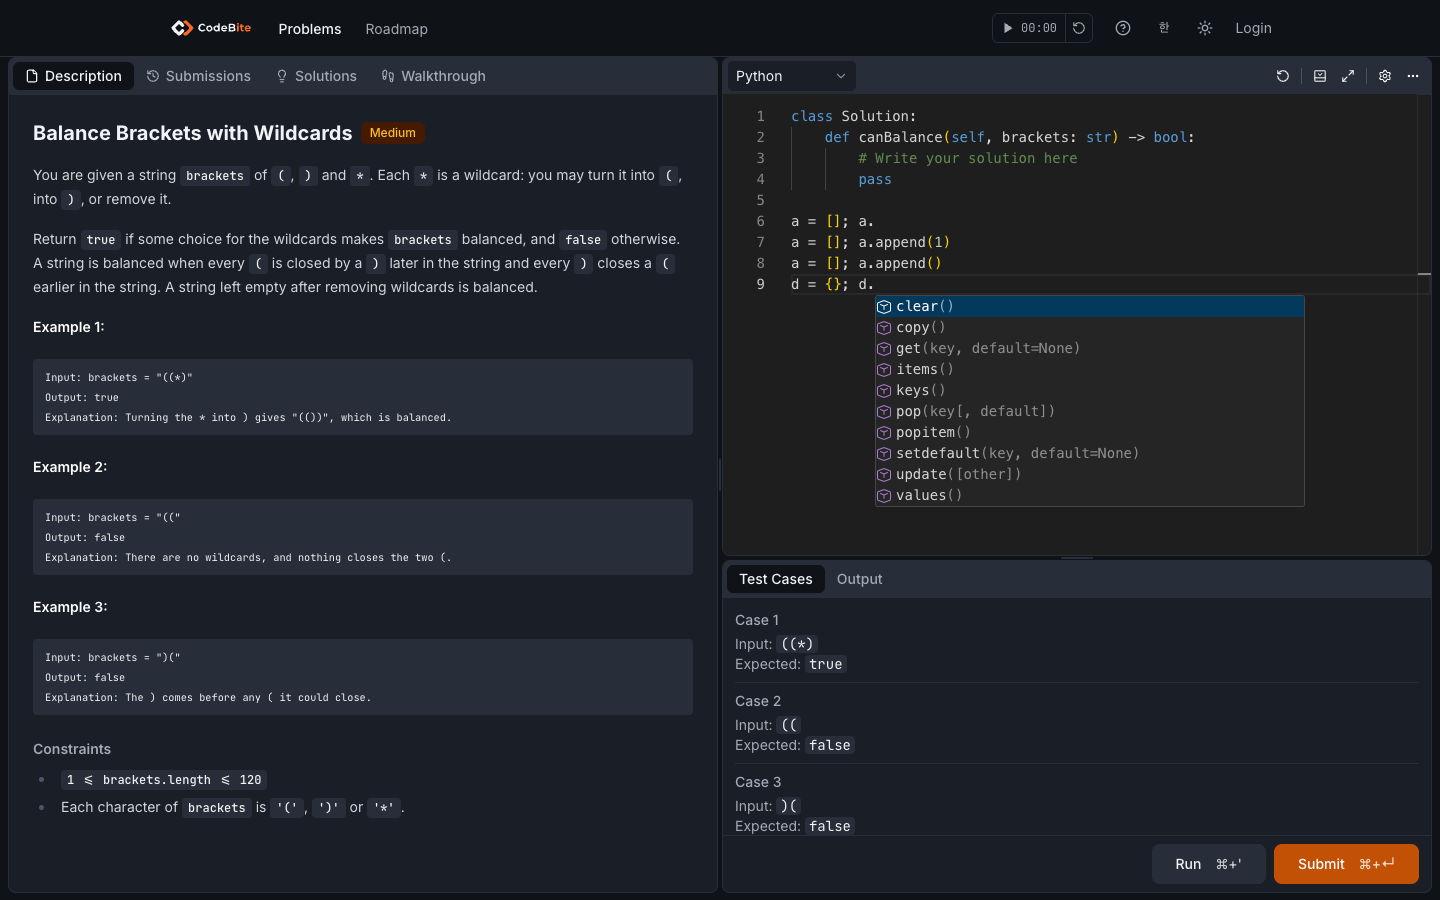 CodeBite
Problems
Roadmap
00:00
한
Login
Description
Submissions
Solutions
Walkthrough
Balance Brackets with Wildcards
Medium
You are given a string brackets of (, ) and *. Each * is a wildcard: you may turn it into (,
into ), or remove it.
Return true if some choice for the wildcards makes brackets balanced, and false otherwise.
A string is balanced when every ( is closed by a ) later in the string and every ) closes a (
earlier in the string. A string left empty after removing wildcards is balanced.
Example 1:
Input: brackets = "((*)"
Output: true
Explanation: Turning the * into ) gives "(())", which is balanced.
Example 2:
Input: brackets = "(("
Output: false
Explanation: There are no wildcards, and nothing closes the two (.
Example 3:
Input: brackets = ")("
Output: false
Explanation: The ) comes before any ( it could close.
Constraints
1 <= brackets.length <= 120
Each character of brackets is '(', ')' or '*'.
Python
1 class Solution:
2 def canBalance(self, brackets: str) -> bool:
3 # Write your solution here
4 pass
5
6 a = []; a.
7 a = []; a.append(1)
8 a = []; a.append()
9 d = {}; d.
clear()
copy()
get(key, default=None)
items()
keys()
pop(key[, default])
popitem()
setdefault(key, default=None)
update([other])
values()
Test Cases
Output
Case 1
Input: ((*)
Expected: true
Case 2
Input: ((
Expected: false
Case 3
Input: )(
Expected: false
Run ⌘+'
Submit ⌘+↵